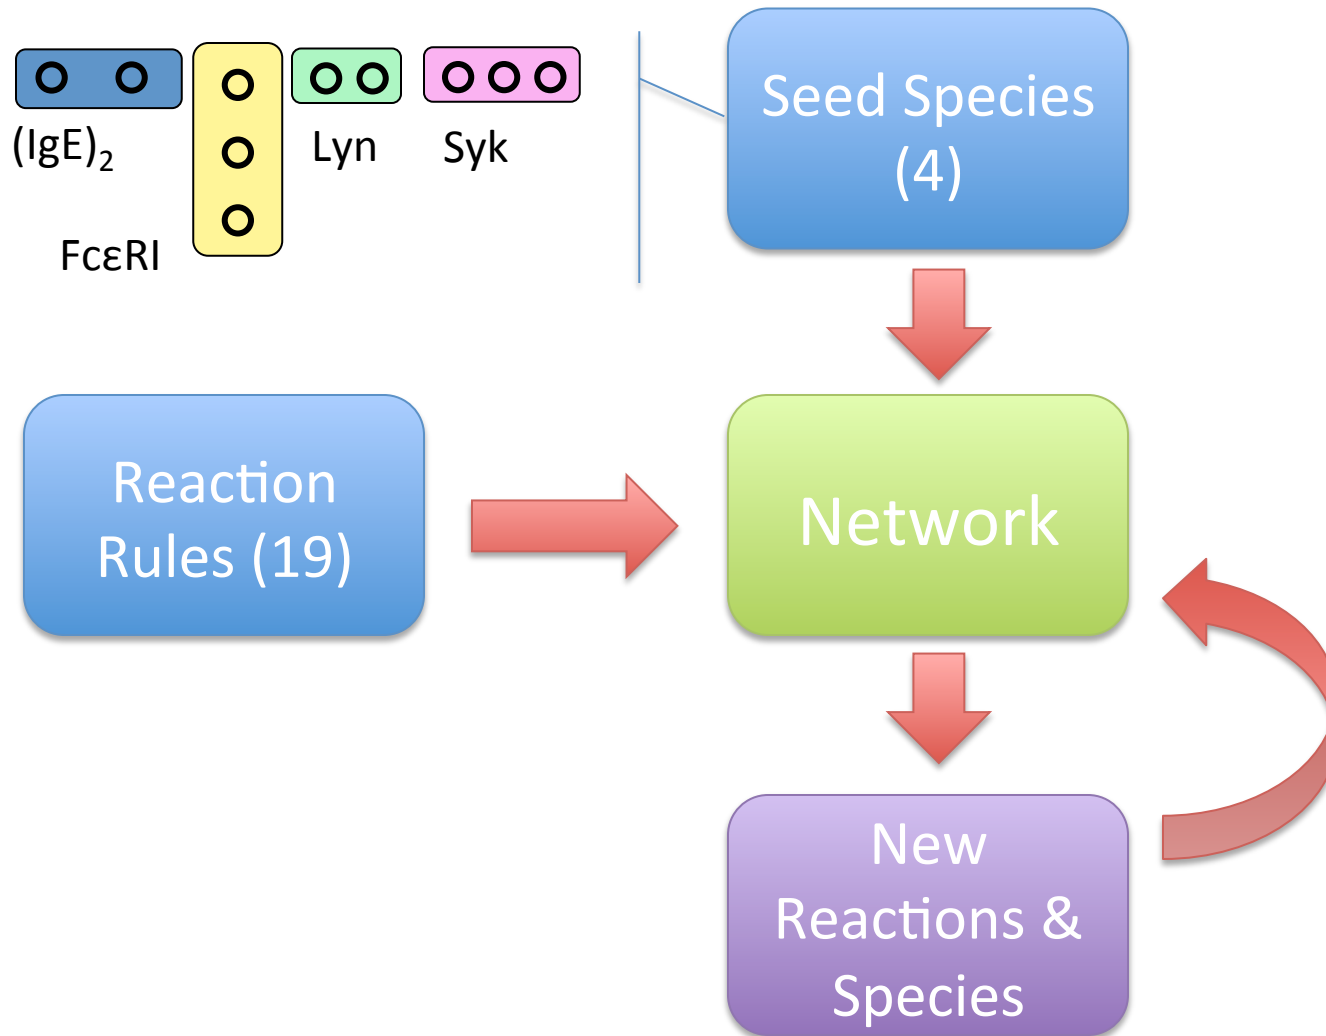 (IgE)₂
FcεRI
Lyn
Syk
Seed Species
(4)
Reaction
Rules (19)
Network
New
Reactions &
Species